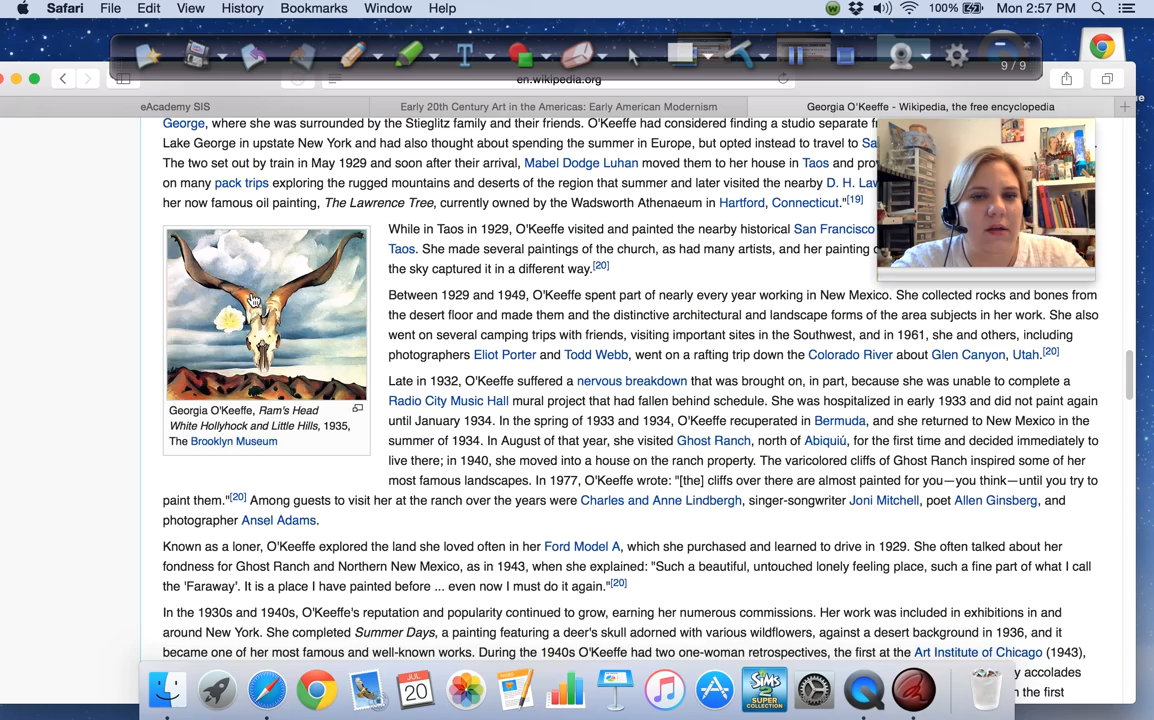 Safari File Edit View History Bookmarks Window Help 100% Mon 2:57 PM
9 / 9
en.wikipedia.org
eAcademy SIS
Early 20th Century Art in the Americas: Early American Modernism
Georgia O'Keeffe - Wikipedia, the free encyclopedia
George, where she was surrounded by the Stieglitz family and their friends. O'Keeffe had considered finding a studio separate
Lake George in upstate New York and had also thought about spending the summer in Europe, but opted instead to travel to
The two set out by train in May 1929 and soon after their arrival, Mabel Dodge Luhan moved them to her house in Taos and
on many pack trips exploring the rugged mountains and deserts of the region that summer and later visited the nearby D. H.
her now famous oil painting, The Lawrence Tree, currently owned by the Wadsworth Athenaeum in Hartford, Connecticut."[19]
While in Taos in 1929, O'Keeffe visited and painted the nearby historical San Francisco
Taos. She made several paintings of the church, as had many artists, and her painting
the sky captured it in a different way.[20]
Between 1929 and 1949, O'Keeffe spent part of nearly every year working in New Mexico. She collected rocks and bones from
the desert floor and made them and the distinctive architectural and landscape forms of the area subjects in her work. She also
went on several camping trips with friends, visiting important sites in the Southwest, and in 1961, she and others, including
photographers Eliot Porter and Todd Webb, went on a rafting trip down the Colorado River about Glen Canyon, Utah.[20]
Georgia O'Keeffe, Ram's Head
White Hollyhock and Little Hills, 1935,
The Brooklyn Museum
Late in 1932, O'Keeffe suffered a nervous breakdown that was brought on, in part, because she was unable to complete a
Radio City Music Hall mural project that had fallen behind schedule. She was hospitalized in early 1933 and did not paint again
until January 1934. In the spring of 1933 and 1934, O'Keeffe recuperated in Bermuda, and she returned to New Mexico in the
summer of 1934. In August of that year, she visited Ghost Ranch, north of Abiquiú, for the first time and decided immediately to
live there; in 1940, she moved into a house on the ranch property. The varicolored cliffs of Ghost Ranch inspired some of her
most famous landscapes. In 1977, O'Keeffe wrote: "[the] cliffs over there are almost painted for you—you think—until you try to
paint them."[20] Among guests to visit her at the ranch over the years were Charles and Anne Lindbergh, singer-songwriter Joni Mitchell, poet Allen Ginsberg, and
photographer Ansel Adams.
Known as a loner, O'Keeffe explored the land she loved often in her Ford Model A, which she purchased and learned to drive in 1929. She often talked about her
fondness for Ghost Ranch and Northern New Mexico, as in 1943, when she explained: "Such a beautiful, untouched lonely feeling place, such a fine part of what I call
the 'Faraway'. It is a place I have painted before ... even now I must do it again."[20]
In the 1930s and 1940s, O'Keeffe's reputation and popularity continued to grow, earning her numerous commissions. Her work was included in exhibitions in and
around New York. She completed Summer Days, a painting featuring a deer's skull adorned with various wildflowers, against a desert background in 1936, and it
became one of her most famous and well-known works. During the 1940s O'Keeffe had two one-woman retrospectives, the first at the Art Institute of Chicago (1943),
accolades
the first
JUL
20
The SIMS 2
SUPER
COLLECTION